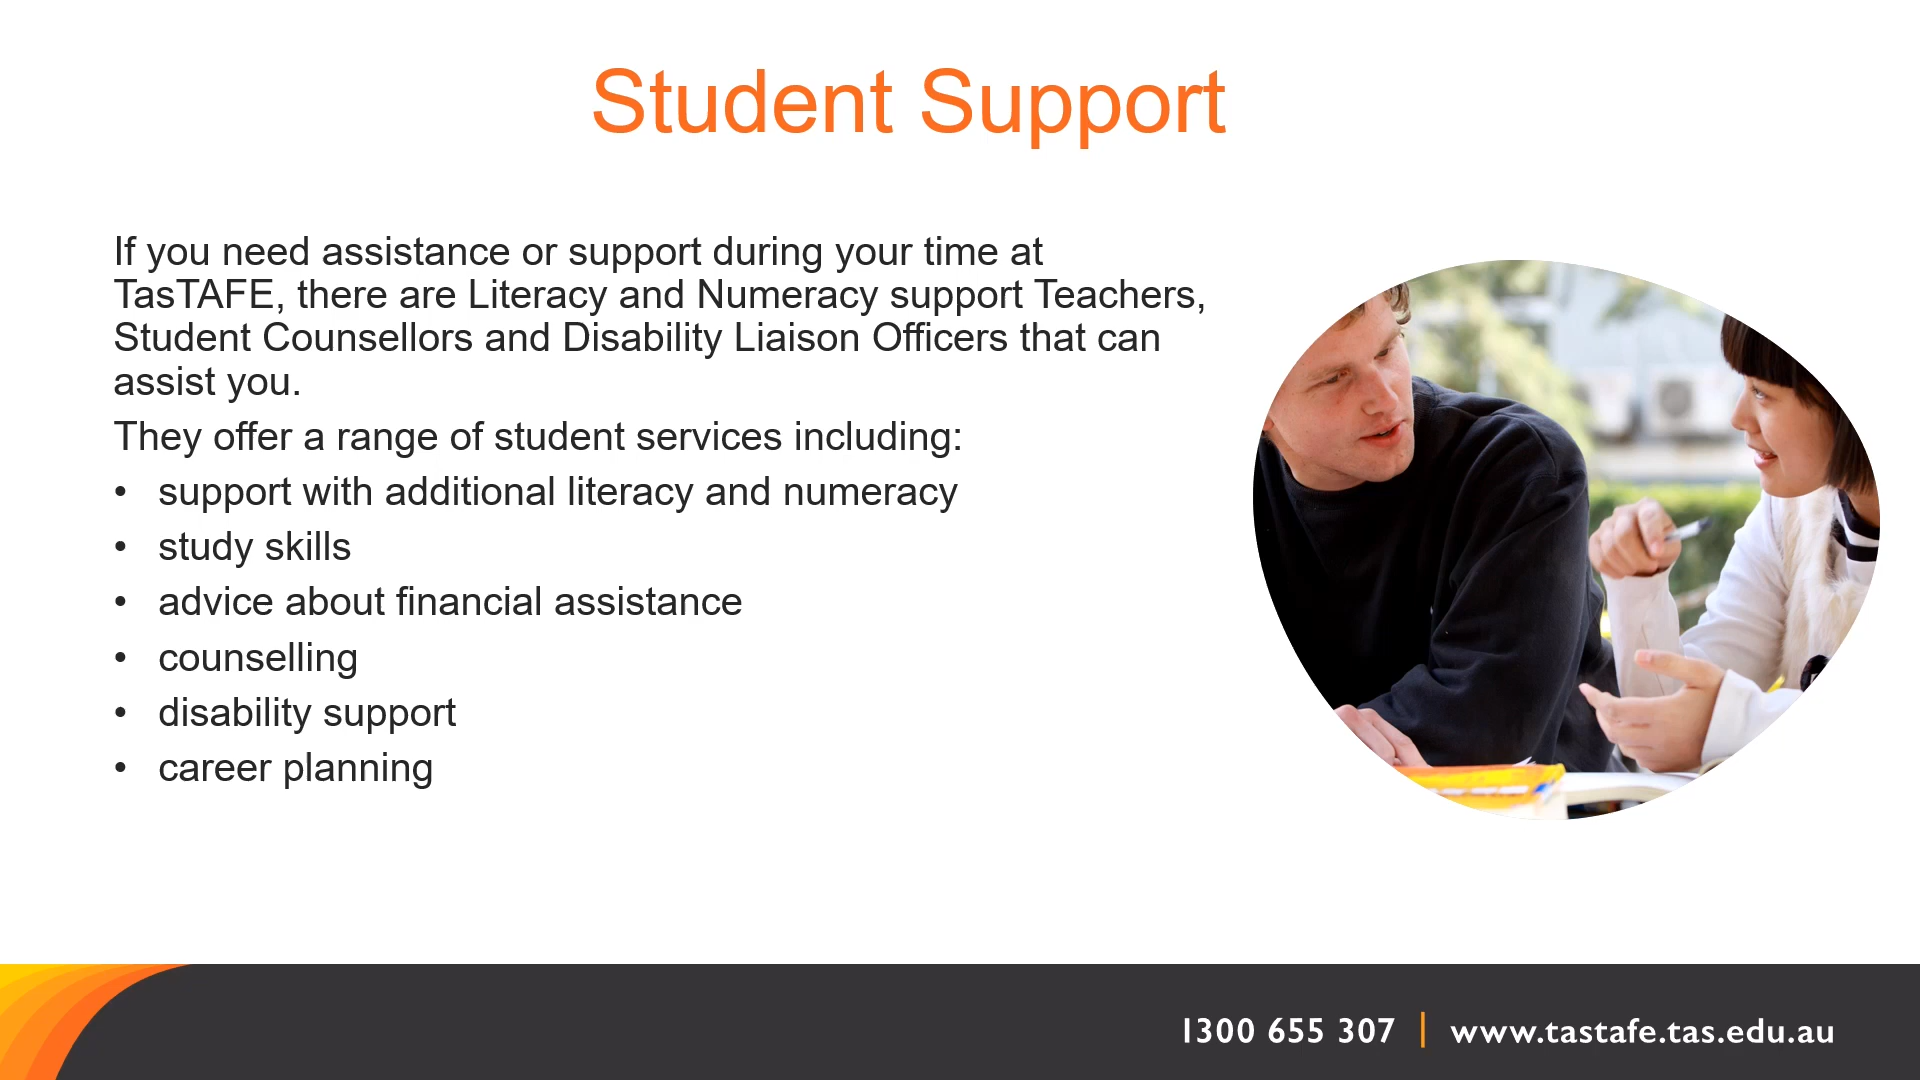 Student Support
If you need assistance or support during your time at
TasTAFE, there are Literacy and Numeracy support Teachers,
Student Counsellors and Disability Liaison Officers that can
assist you.
They offer a range of student services including:
• support with additional literacy and numeracy
• study skills
• advice about financial assistance
• counselling
• disability support
• career planning
1300 655 307 | www.tastafe.tas.edu.au